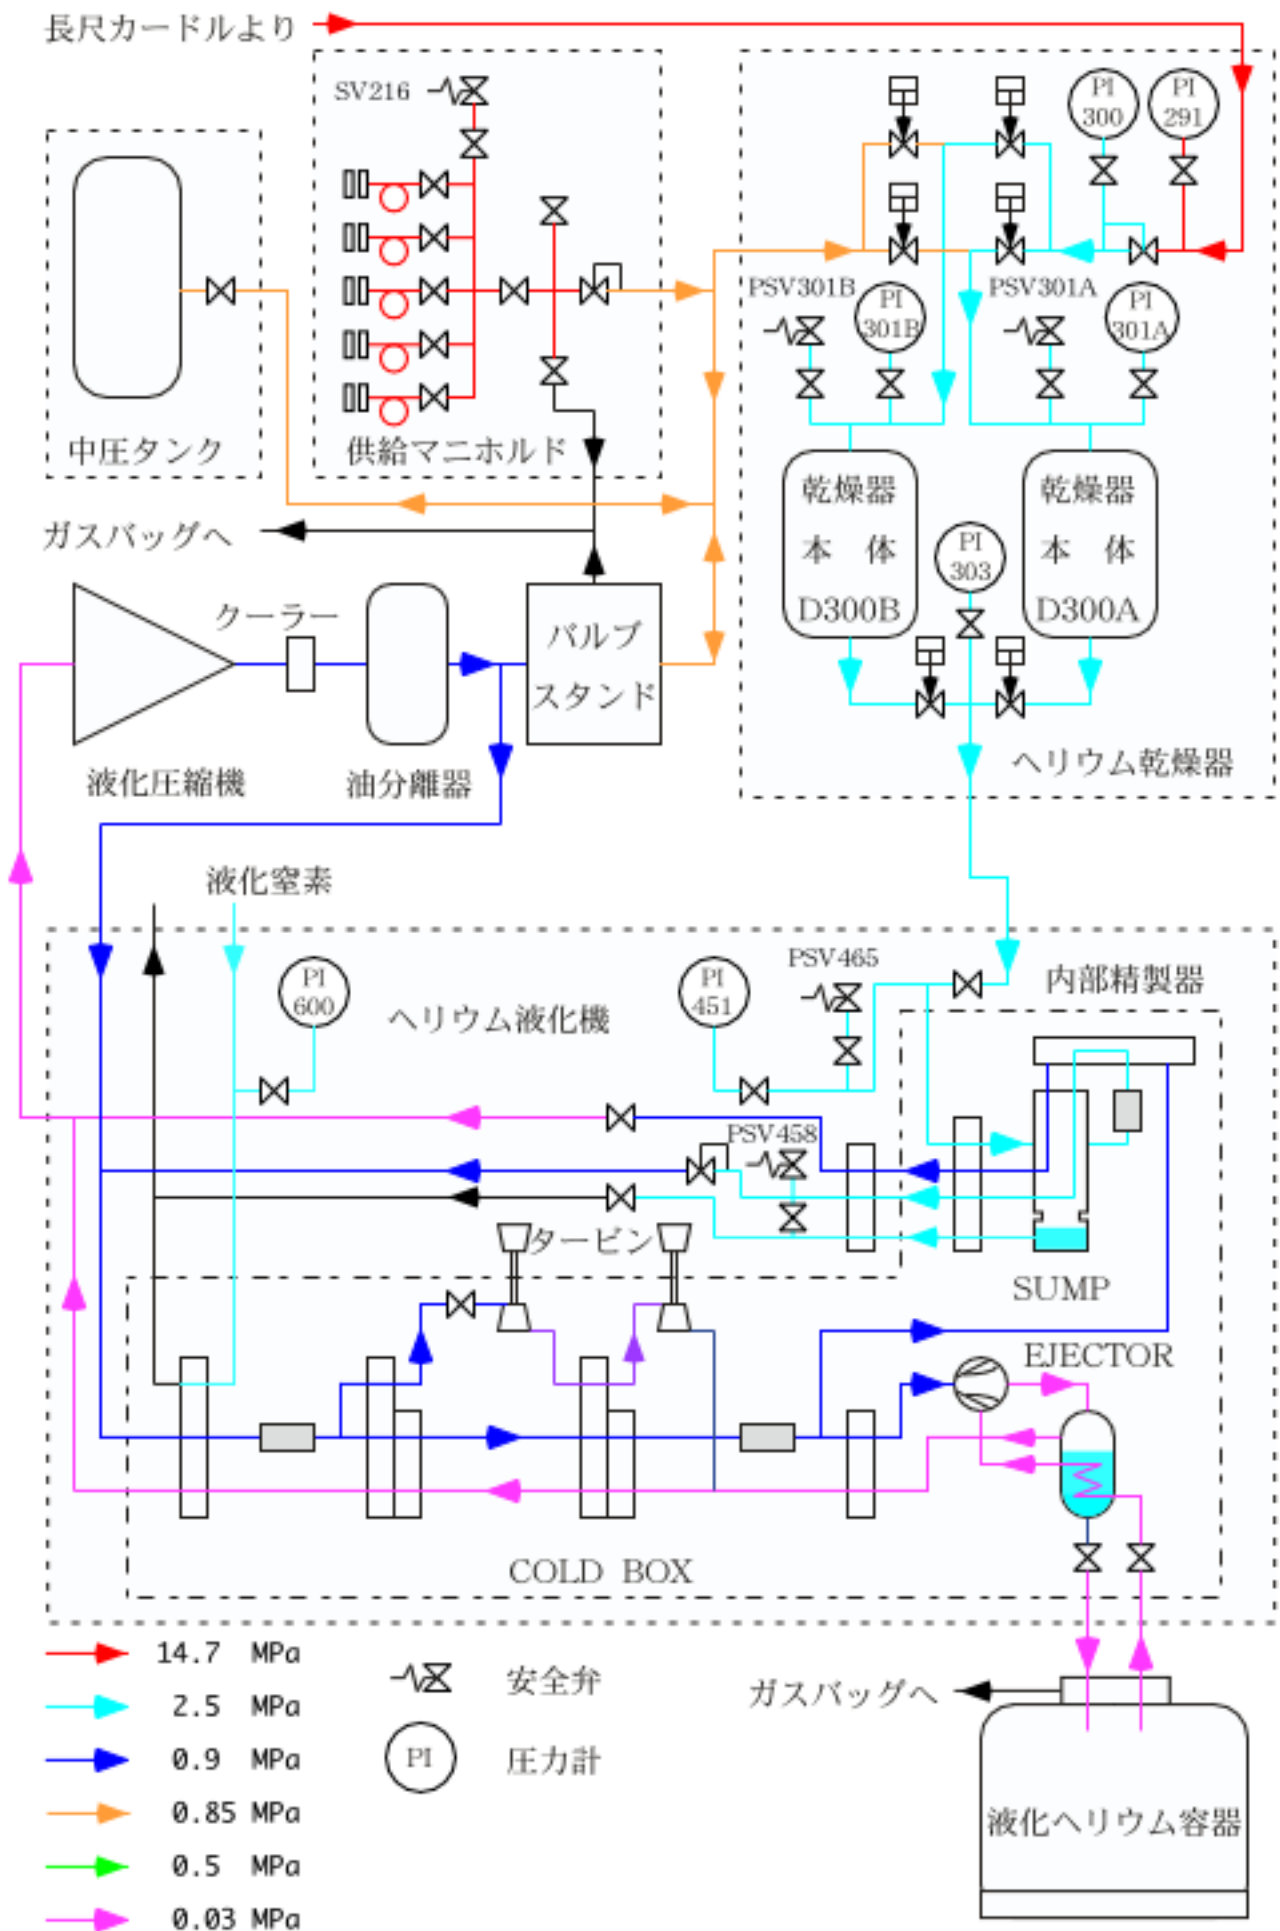 長尺カードルより
SV216
PI
300
PI
291
PSV301B
PI
301B
PSV301A
PI
301A
中圧タンク
供給マニホルド
ガスバッグへ
乾燥器
本 体
D300B
PI
303
乾燥器
本 体
D300A
クーラー
バルブ
スタンド
液化圧縮機
油分離器
ヘリウム乾燥器
液化窒素
PI
600
ヘリウム液化機
PI
451
PSV465
内部精製器
PSV458
タービン
SUMP
EJECTOR
COLD BOX
14.7 MPa
2.5 MPa
0.9 MPa
0.85 MPa
0.5 MPa
0.03 MPa
安全弁
PI
圧力計
ガスバッグへ
液化ヘリウム容器